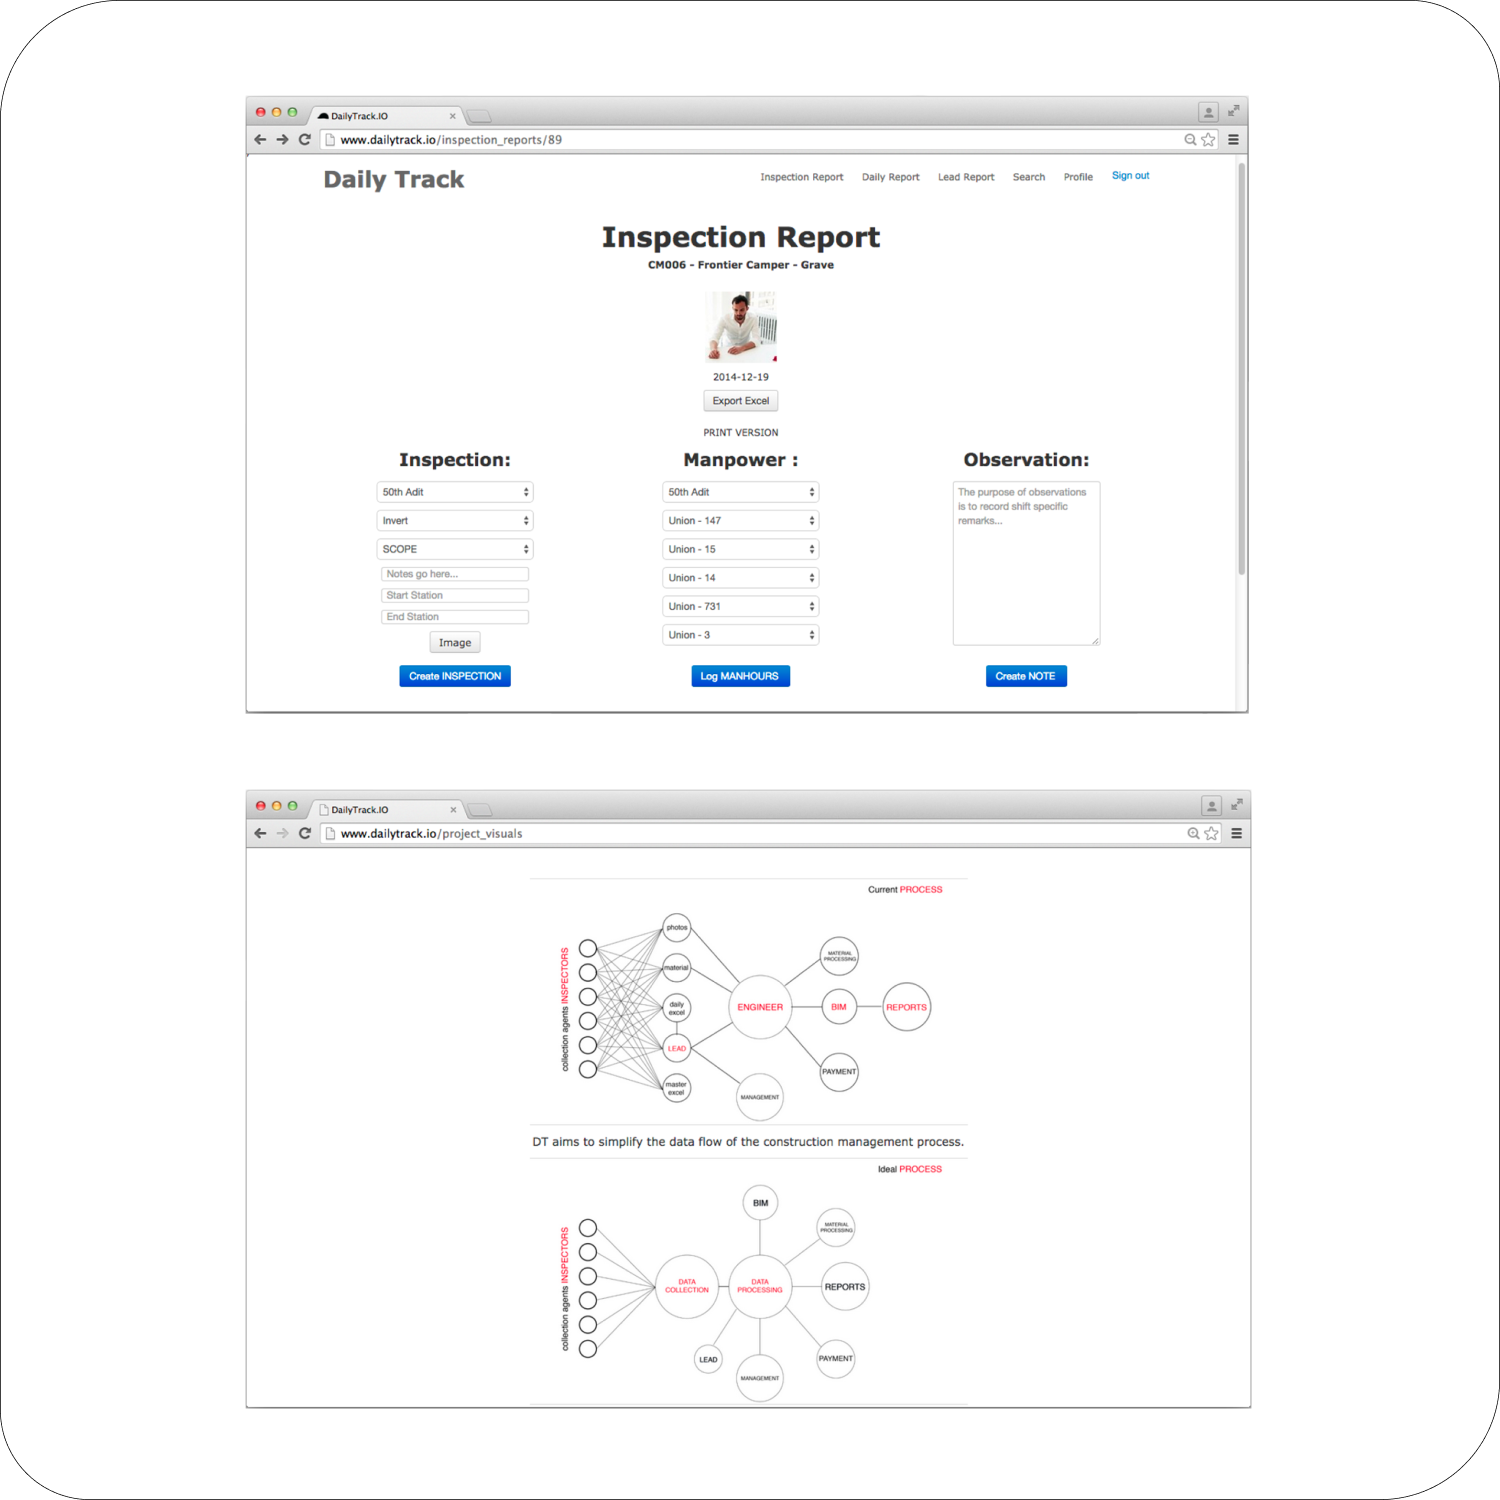 DailyTrack.IO
www.dailytrack.io/inspection_reports/89
Daily Track
Inspection Report
Daily Report
Lead Report
Search
Profile
Sign out
Inspection Report
CM006 - Frontier Camper - Grave
2014-12-19
Export Excel
PRINT VERSION
Inspection:
50th Adit
Invert
SCOPE
Notes go here...
Start Station
End Station
Image
Create INSPECTION
Manpower :
50th Adit
Union - 147
Union - 15
Union - 14
Union - 731
Union - 3
Log MANHOURS
Observation:
The purpose of observations
is to record shift specific
remarks...
Create NOTE
DailyTrack.IO
www.dailytrack.io/project_visuals
Current PROCESS
collection agents INSPECTORS
photos
material
daily
excel
LEAD
master
excel
ENGINEER
MANAGEMENT
MATERIAL
PROCESSING
BIM
REPORTS
PAYMENT
DT aims to simplify the data flow of the construction management process.
Ideal PROCESS
collection agents INSPECTORS
DATA
COLLECTION
DATA
PROCESSING
BIM
MATERIAL
PROCESSING
REPORTS
PAYMENT
LEAD
MANAGEMENT